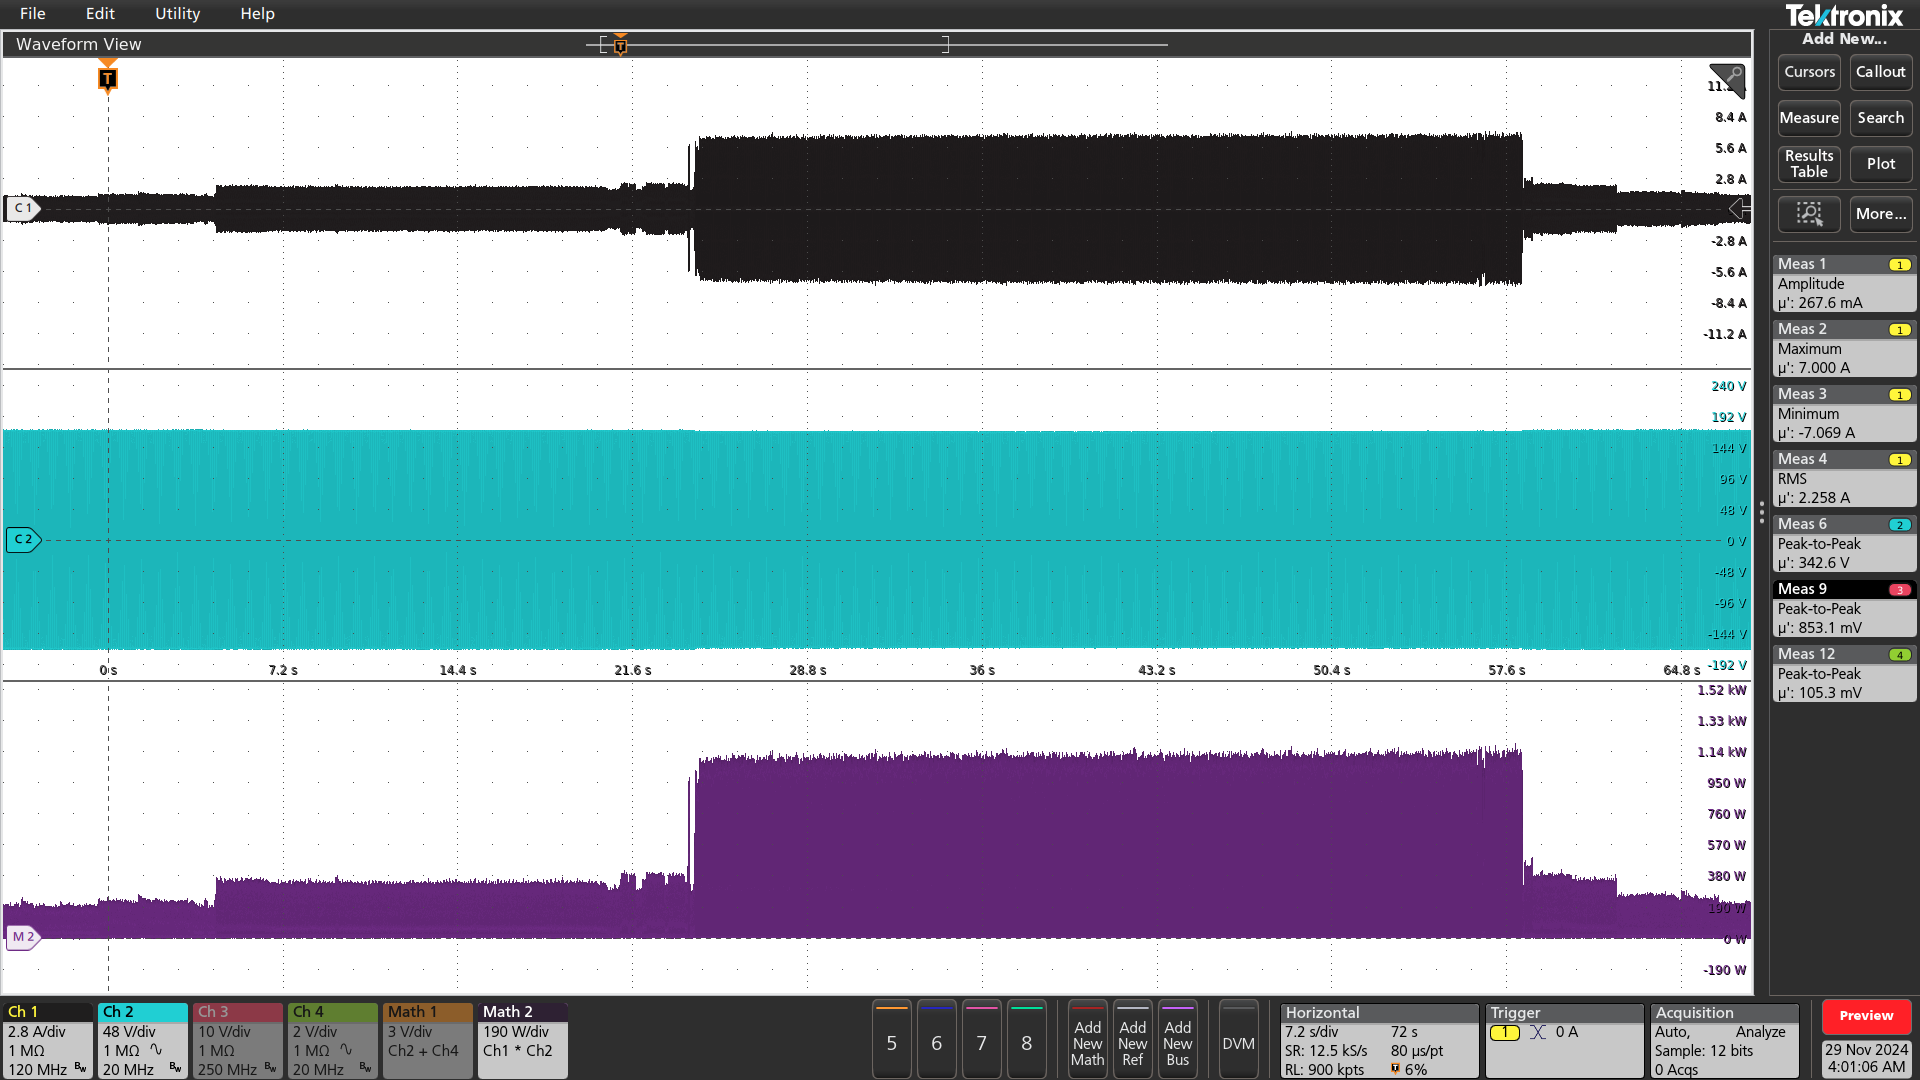 File Edit Utility Help
Tektronix
Waveform View
Add New...
T
T
Cursors Callout
Measure Search
Results Table Plot
More...
8.4 A
5.6 A
2.8 A
C 1
-2.8 A
-5.6 A
-8.4 A
-11.2 A
240 V
192 V
144 V
96 V
48 V
C 2
0 V
-48 V
-96 V
-144 V
-192 V
0 s 7.2 s 14.4 s 21.6 s 28.8 s 36 s 43.2 s 50.4 s 57.6 s 64.8 s
1.52 kW
1.33 kW
1.14 kW
950 W
760 W
570 W
380 W
190 W
M 2
0 W
-190 W
Meas 1 1
Amplitude
µ': 267.6 mA
Meas 2 1
Maximum
µ': 7.000 A
Meas 3 1
Minimum
µ': -7.069 A
Meas 4 1
RMS
µ': 2.258 A
Meas 6 2
Peak-to-Peak
µ': 342.6 V
Meas 9 3
Peak-to-Peak
µ': 853.1 mV
Meas 12 4
Peak-to-Peak
µ': 105.3 mV
Ch 1
2.8 A/div
1 MΩ
120 MHz Bw
Ch 2
48 V/div
1 MΩ
20 MHz Bw
Ch 3
10 V/div
1 MΩ
250 MHz Bw
Ch 4
2 V/div
1 MΩ
20 MHz Bw
Math 1
3 V/div
Ch2 + Ch4
Math 2
190 W/div
Ch1 * Ch2
5 6 7 8
Add New Math
Add New Ref
Add New Bus
DVM
Horizontal
7.2 s/div 72 s
SR: 12.5 kS/s 80 µs/pt
RL: 900 kpts T 6%
Trigger
1 0 A
Acquisition
Auto, Analyze
Sample: 12 bits
0 Acqs
Preview
29 Nov 2024
4:01:06 AM